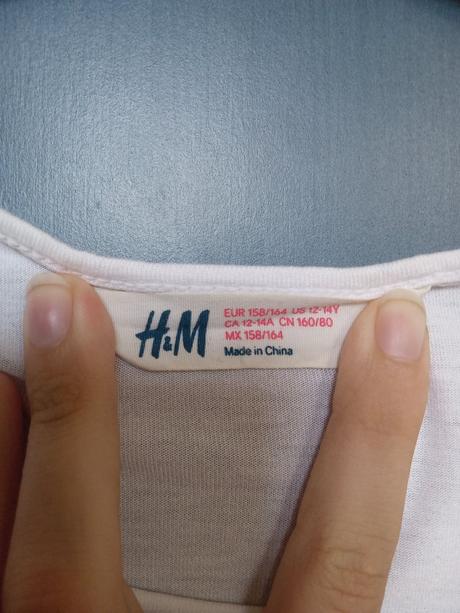 H&M
EUR 158/164 US 12-14Y
CA 12-14A CN 160/80
MX 158/164
Made in China